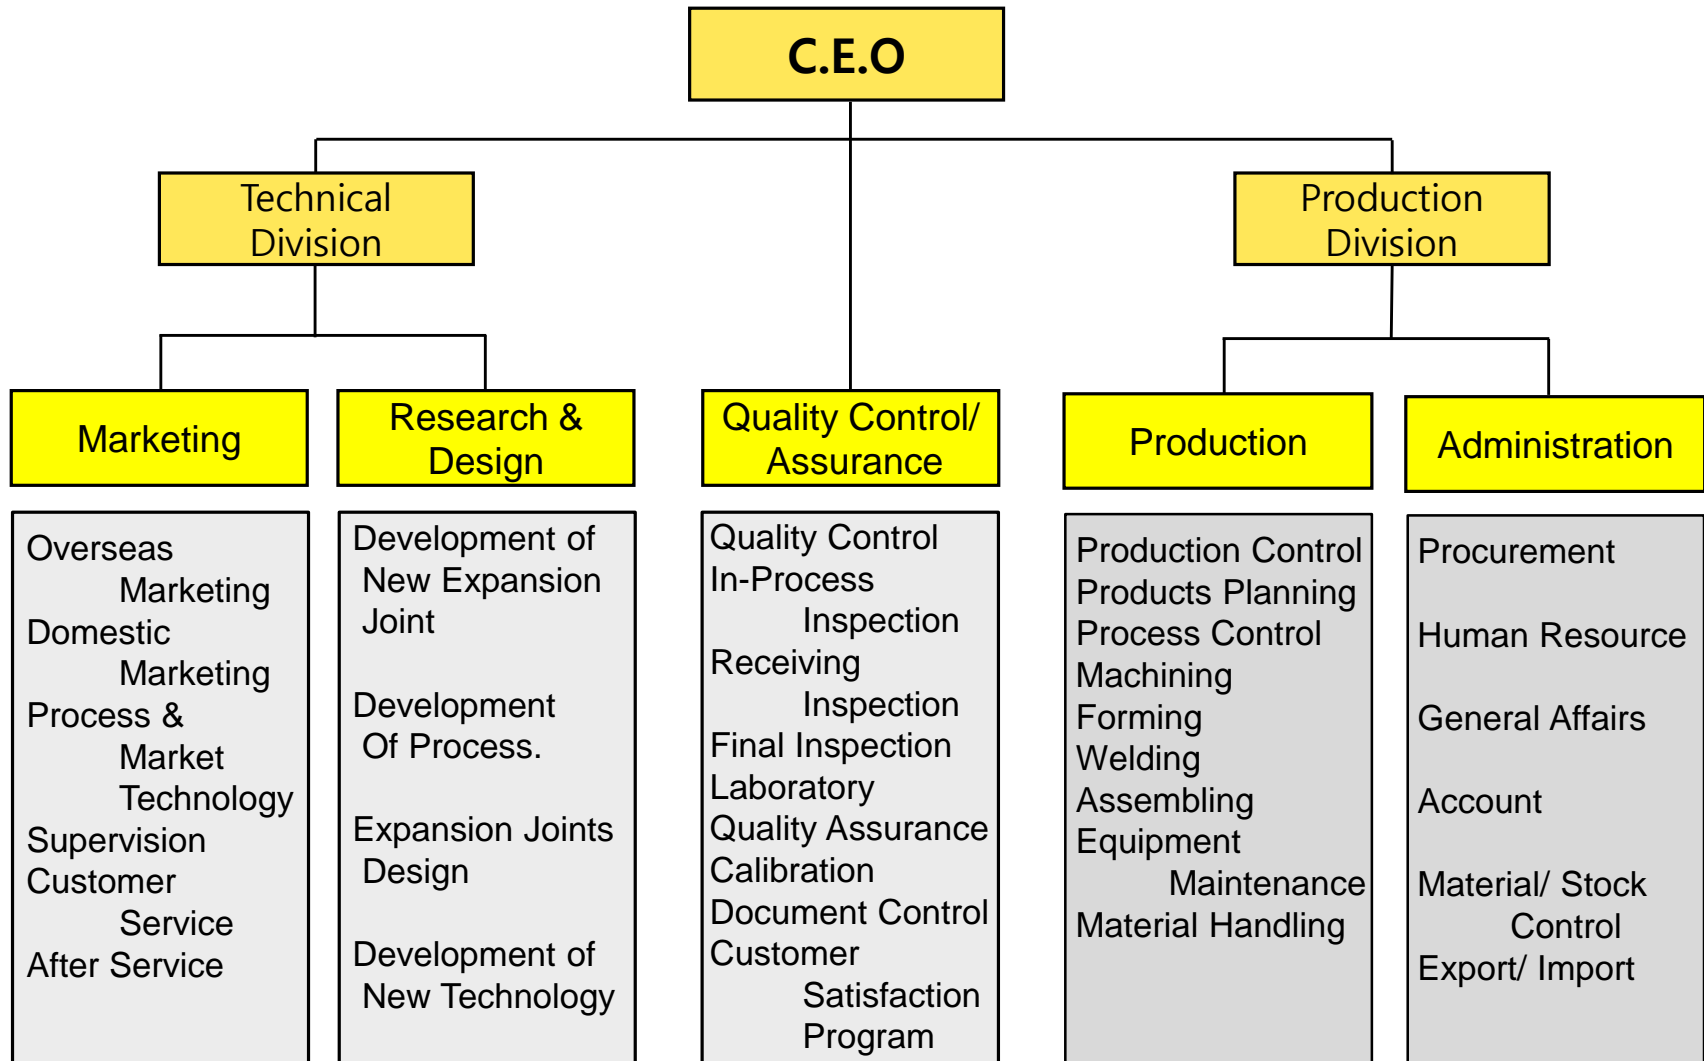 C.E.O
Technical
Division
Production
Division
Marketing
Research &
Design
Quality Control/
Assurance
Production
Administration
Overseas
Marketing
Domestic
Marketing
Process &
Market
Technology
Supervision
Customer
Service
After Service
Development of
New Expansion
Joint
Development
Of Process.
Expansion Joints
Design
Development of
New Technology
Quality Control
In-Process
Inspection
Receiving
Inspection
Final Inspection
Laboratory
Quality Assurance
Calibration
Document Control
Customer
Satisfaction
Program
Production Control
Products Planning
Process Control
Machining
Forming
Welding
Assembling
Equipment
Maintenance
Material Handling
Procurement
Human Resource
General Affairs
Account
Material/ Stock
Control
Export/ Import